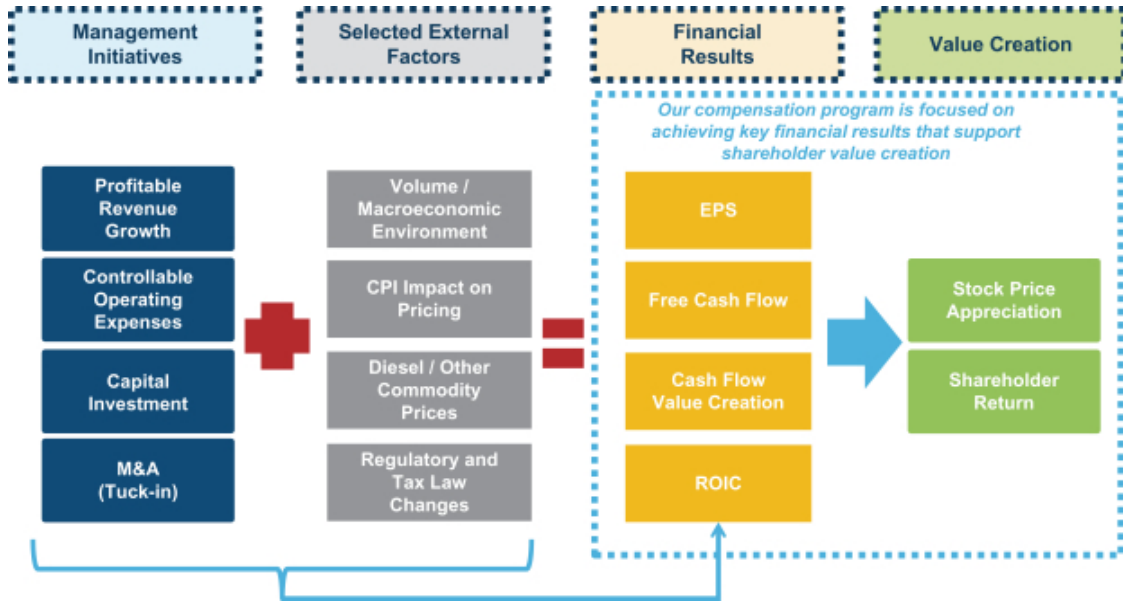 Management
Initiatives
Selected External
Factors
Financial
Results
Value Creation
Our compensation program is focused on
achieving key financial results that support
shareholder value creation
Profitable
Revenue
Growth
Controllable
Operating
Expenses
Capital
Investment
M&A
(Tuck-in)
Volume /
Macroeconomic
Environment
CPI Impact on
Pricing
Diesel / Other
Commodity
Prices
Regulatory and
Tax Law
Changes
EPS
Free Cash Flow
Cash Flow
Value Creation
ROIC
Stock Price
Appreciation
Shareholder
Return